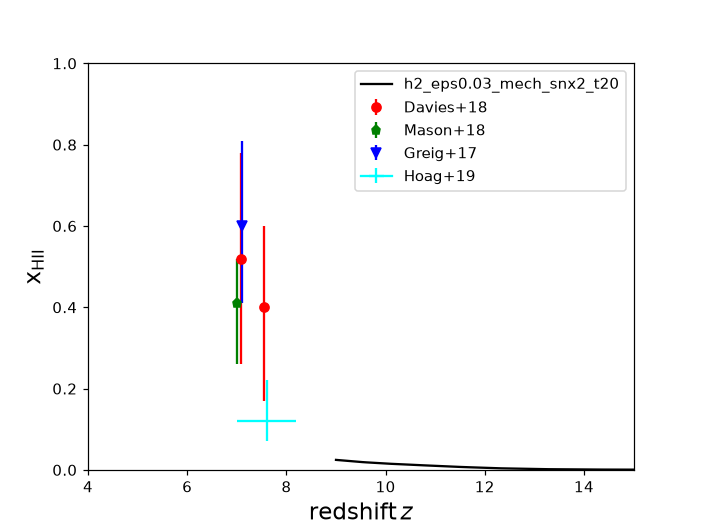 1.0
0.8
0.6
0.4
0.2
0.0
4
6
8
10
12
14
xHII
redshift z
h2_eps0.03_mech_snx2_t20
Davies+18
Mason+18
Greig+17
Hoag+19